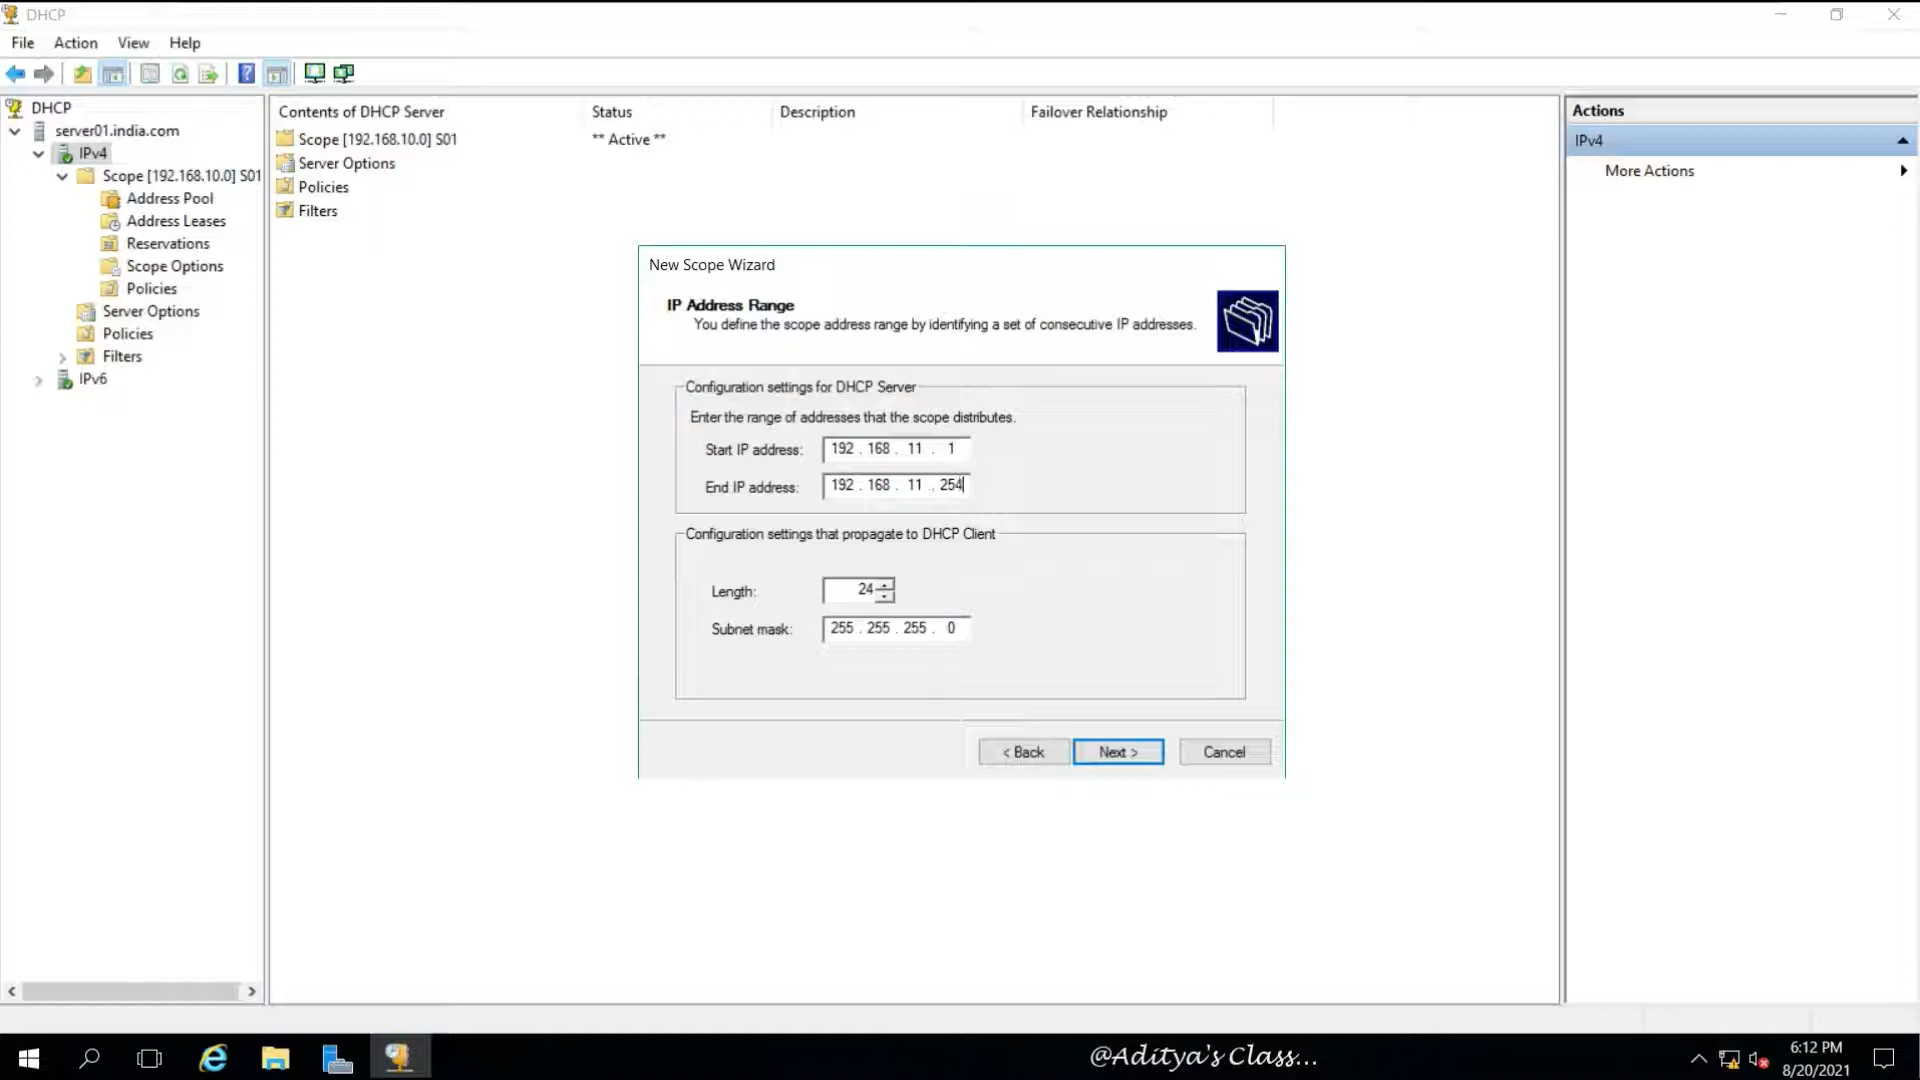 DHCP
File Action View Help
DHCP
server01.india.com
IPv4
Scope [192.168.10.0] S01
Address Pool
Address Leases
Reservations
Scope Options
Policies
Server Options
Policies
Filters
IPv6
Contents of DHCP Server Status Description Failover Relationship
Scope [192.168.10.0] S01 ** Active **
Server Options
Policies
Filters
Actions
IPv4
More Actions
New Scope Wizard
IP Address Range
You define the scope address range by identifying a set of consecutive IP addresses.
Configuration settings for DHCP Server
Enter the range of addresses that the scope distributes.
Start IP address: 192 . 168 . 11 . 1
End IP address: 192 . 168 . 11 . 254
Configuration settings that propagate to DHCP Client
Length: 24
Subnet mask: 255 . 255 . 255 . 0
< Back Next > Cancel
@Aditya's Class...
6:12 PM
8/20/2021